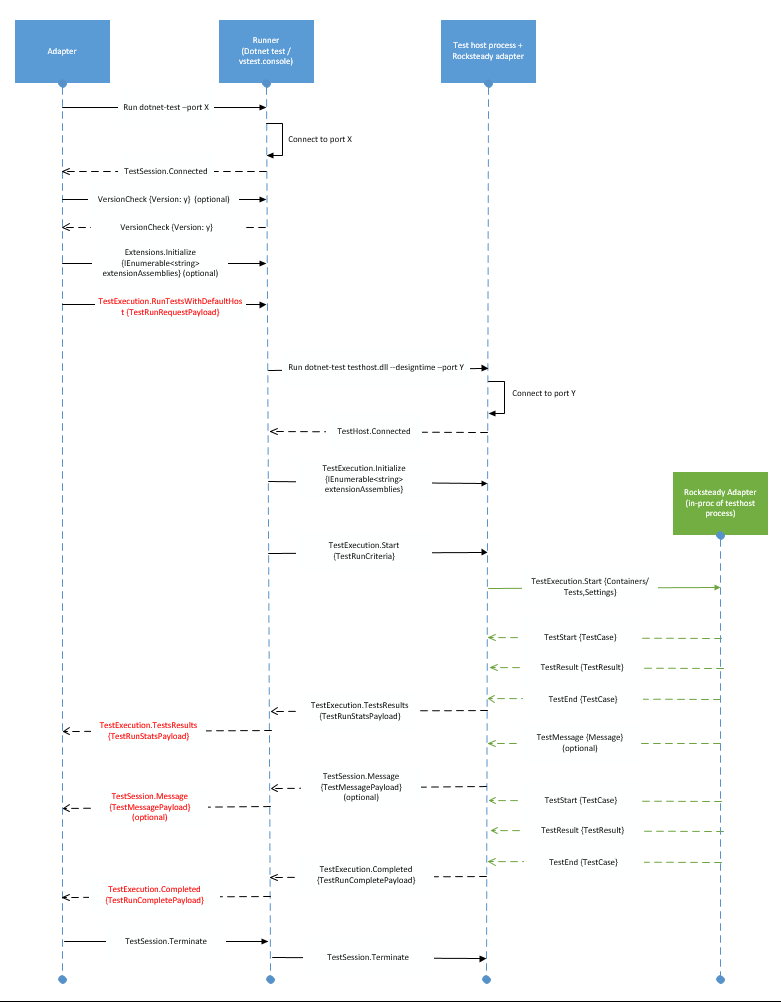 Adapter
Runner
(Dotnet test /
vstest.console)
Test host process +
Rocksteady adapter
Run dotnet-test –port X
Connect to port X
TestSession.Connected
VersionCheck {Version: y} (optional)
VersionCheck {Version: y}
Extensions.Initialize
{IEnumerable<string>
extensionAssemblies} (optional)
TestExecution.RunTestsWithDefaultHos
t {TestRunRequestPayload}
Run dotnet-test testhost.dll --designtime –port Y
Connect to port Y
TestHost.Connected
TestExecution.Initialize
{IEnumerable<string>
extensionAssemblies}
Rocksteady Adapter
(in-proc of testhost
process)
TestExecution.Start
{TestRunCriteria}
TestExecution.Start {Containers/
Tests,Settings}
TestStart {TestCase}
TestResult {TestResult}
TestEnd {TestCase}
TestExecution.TestsResults
{TestRunStatsPayload}
TestExecution.TestsResults
{TestRunStatsPayload}
TestMessage {Message}
(optional)
TestSession.Message
{TestMessagePayload}
(optional)
TestSession.Message
{TestMessagePayload}
(optional)
TestStart {TestCase}
TestResult {TestResult}
TestEnd {TestCase}
TestExecution.Completed
{TestRunCompletePayload}
TestExecution.Completed
{TestRunCompletePayload}
TestSession.Terminate
TestSession.Terminate